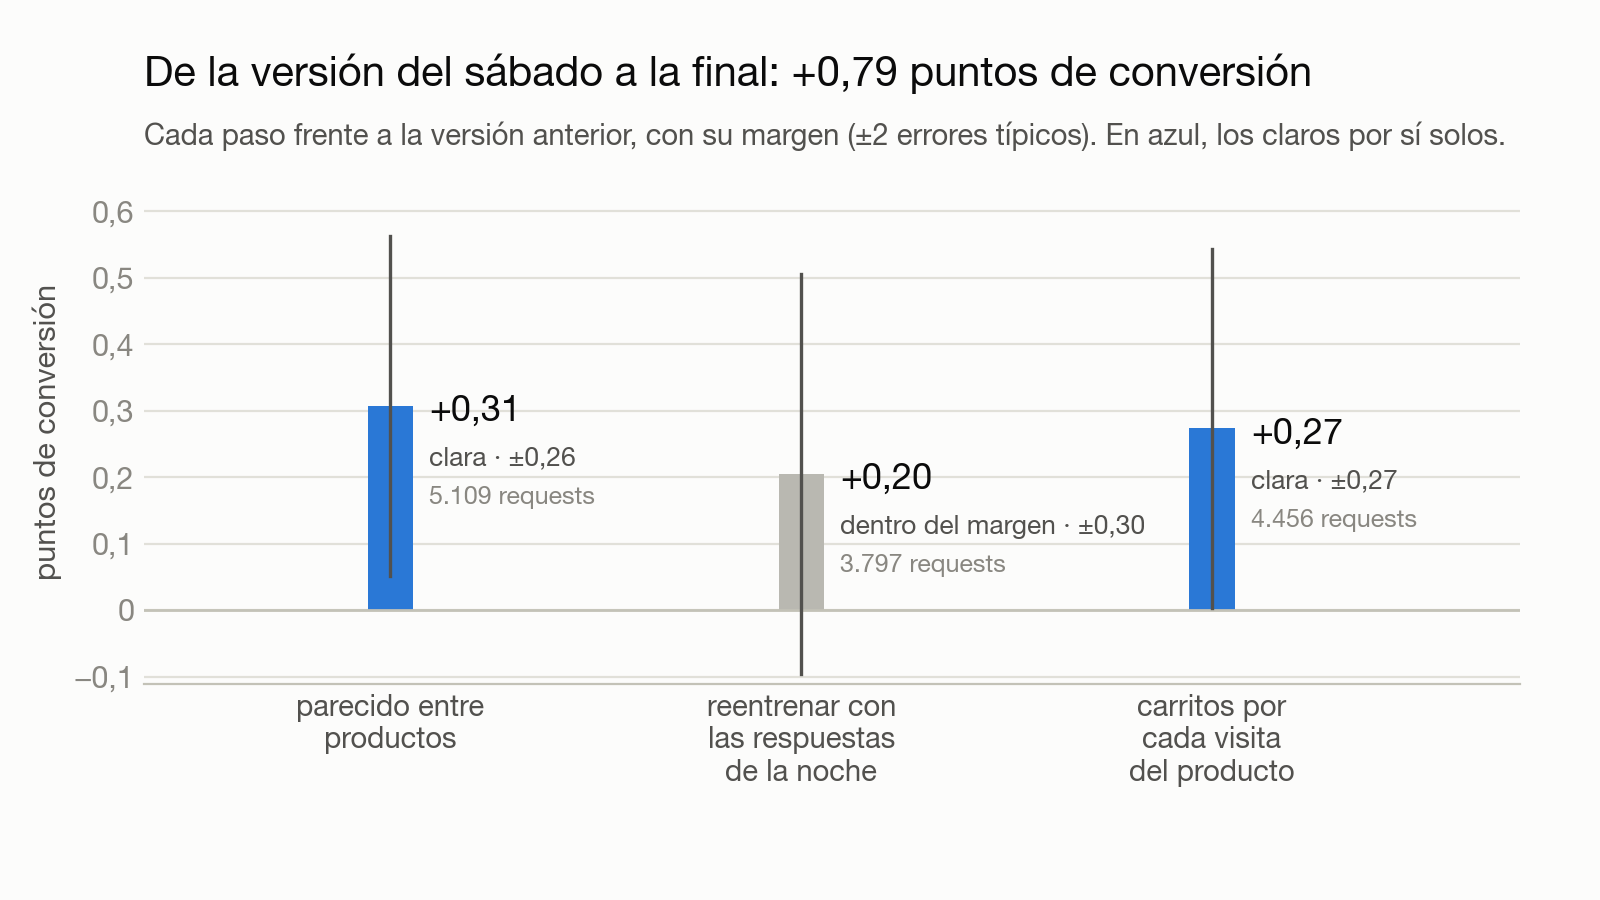 De la versión del sábado a la final: +0,79 puntos de conversión
Cada paso frente a la versión anterior, con su margen (±2 errores típicos). En azul, los claros por sí solos.
puntos de conversión
0,6
0,5
0,4
0,3
0,2
0,1
0
−0,1
+0,31
clara · ±0,26
5.109 requests
+0,20
dentro del margen · ±0,30
3.797 requests
+0,27
clara · ±0,27
4.456 requests
parecido entre
productos
reentrenar con
las respuestas
de la noche
carritos por
cada visita
del producto